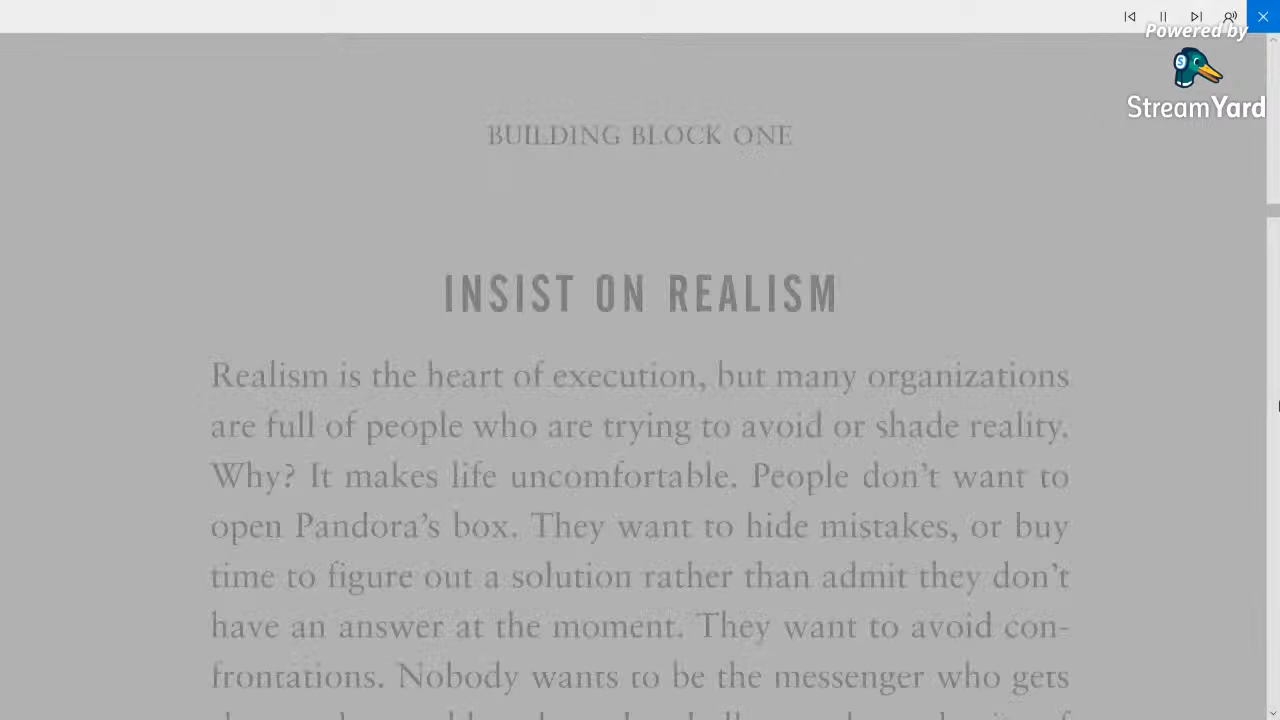 Powered by
StreamYard
BUILDING BLOCK ONE
INSIST ON REALISM
Realism is the heart of execution, but many organizations
are full of people who are trying to avoid or shade reality.
Why? It makes life uncomfortable. People don’t want to
open Pandora’s box. They want to hide mistakes, or buy
time to figure out a solution rather than admit they don’t
have an answer at the moment. They want to avoid con-
frontations. Nobody wants to be the messenger who gets